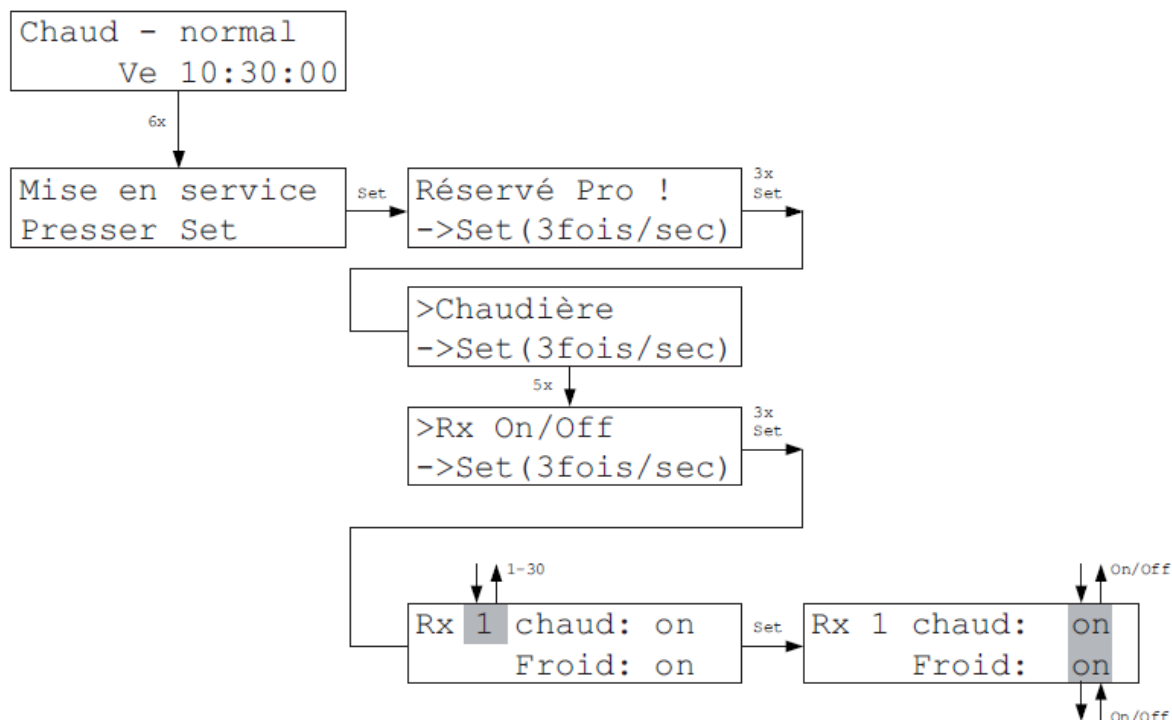 Chaud - normal
Ve 10:30:00
6x
Mise en service
Presser Set
Set
Réservé Pro !
->Set(3fois/sec)
3x
Set
>Chaudière
->Set(3fois/sec)
5x
>Rx On/Off
->Set(3fois/sec)
3x
Set
1-30
Rx 1 chaud: on
Froid: on
Set
On/Off
Rx 1 chaud: on
Froid: on
On/Off